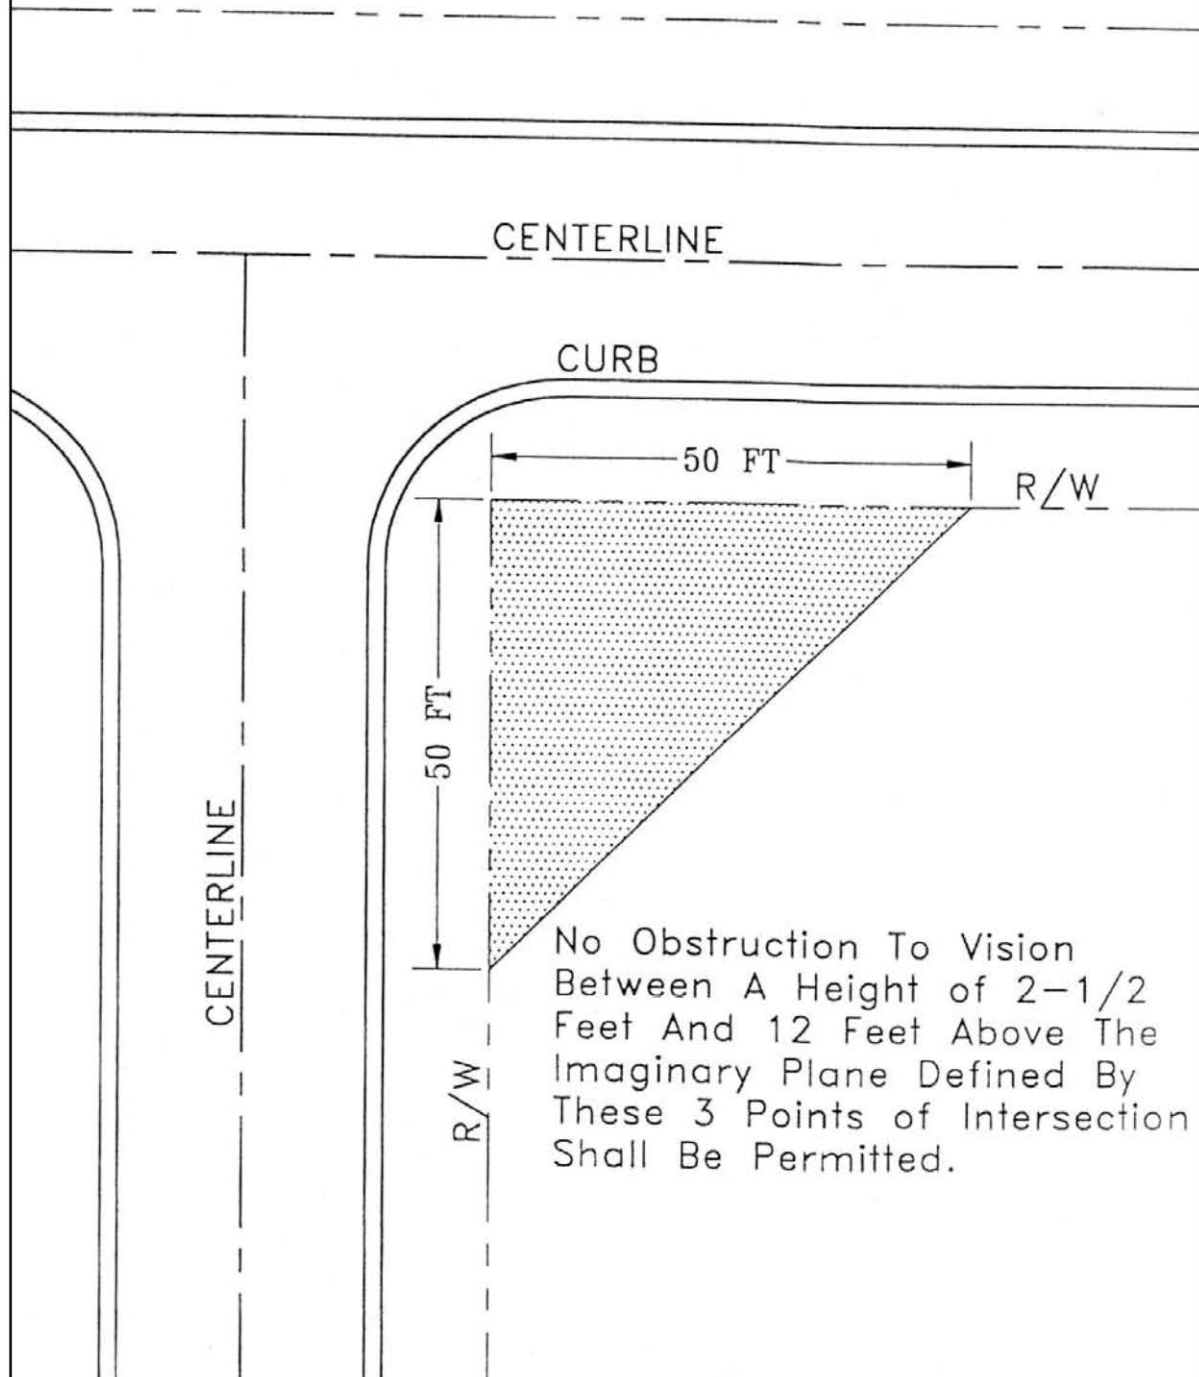 CENTERLINE
CURB
50 FT
R/W
50 FT
CENTERLINE
No Obstruction To Vision
Between A Height of 2-1/2
Feet And 12 Feet Above The
Imaginary Plane Defined By
These 3 Points of Intersection
Shall Be Permitted.
R/W